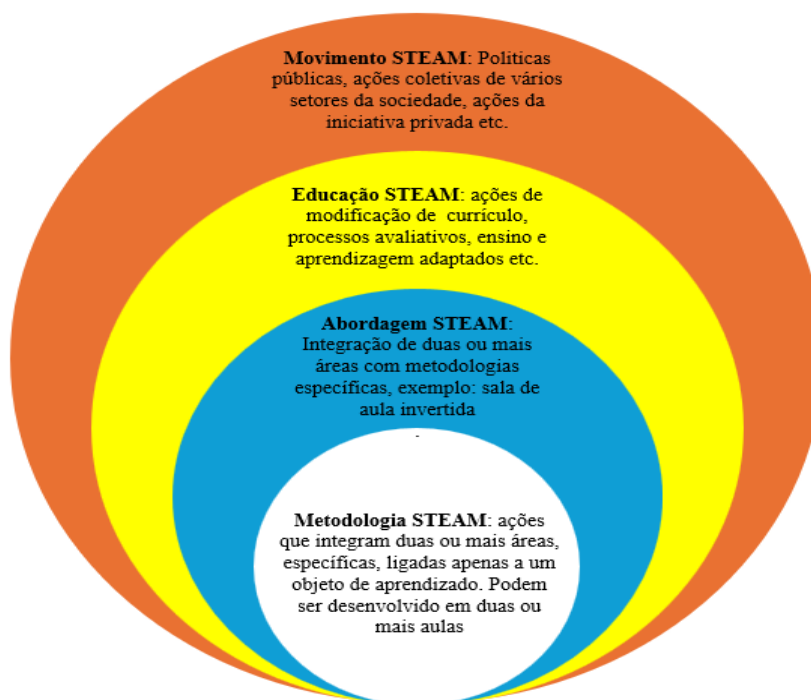 Movimento STEAM: Politicas
públicas, ações coletivas de vários
setores da sociedade, ações da
iniciativa privada etc.
Educação STEAM: ações de
modificação de currículo,
processos avaliativos, ensino e
aprendizagem adaptados etc.
Abordagem STEAM:
Integração de duas ou mais
áreas com metodologias
específicas, exemplo: sala de
aula invertida
.
Metodologia STEAM: ações
que integram duas ou mais áreas,
específicas, ligadas apenas a um
objeto de aprendizado. Podem
ser desenvolvido em duas ou
mais aulas